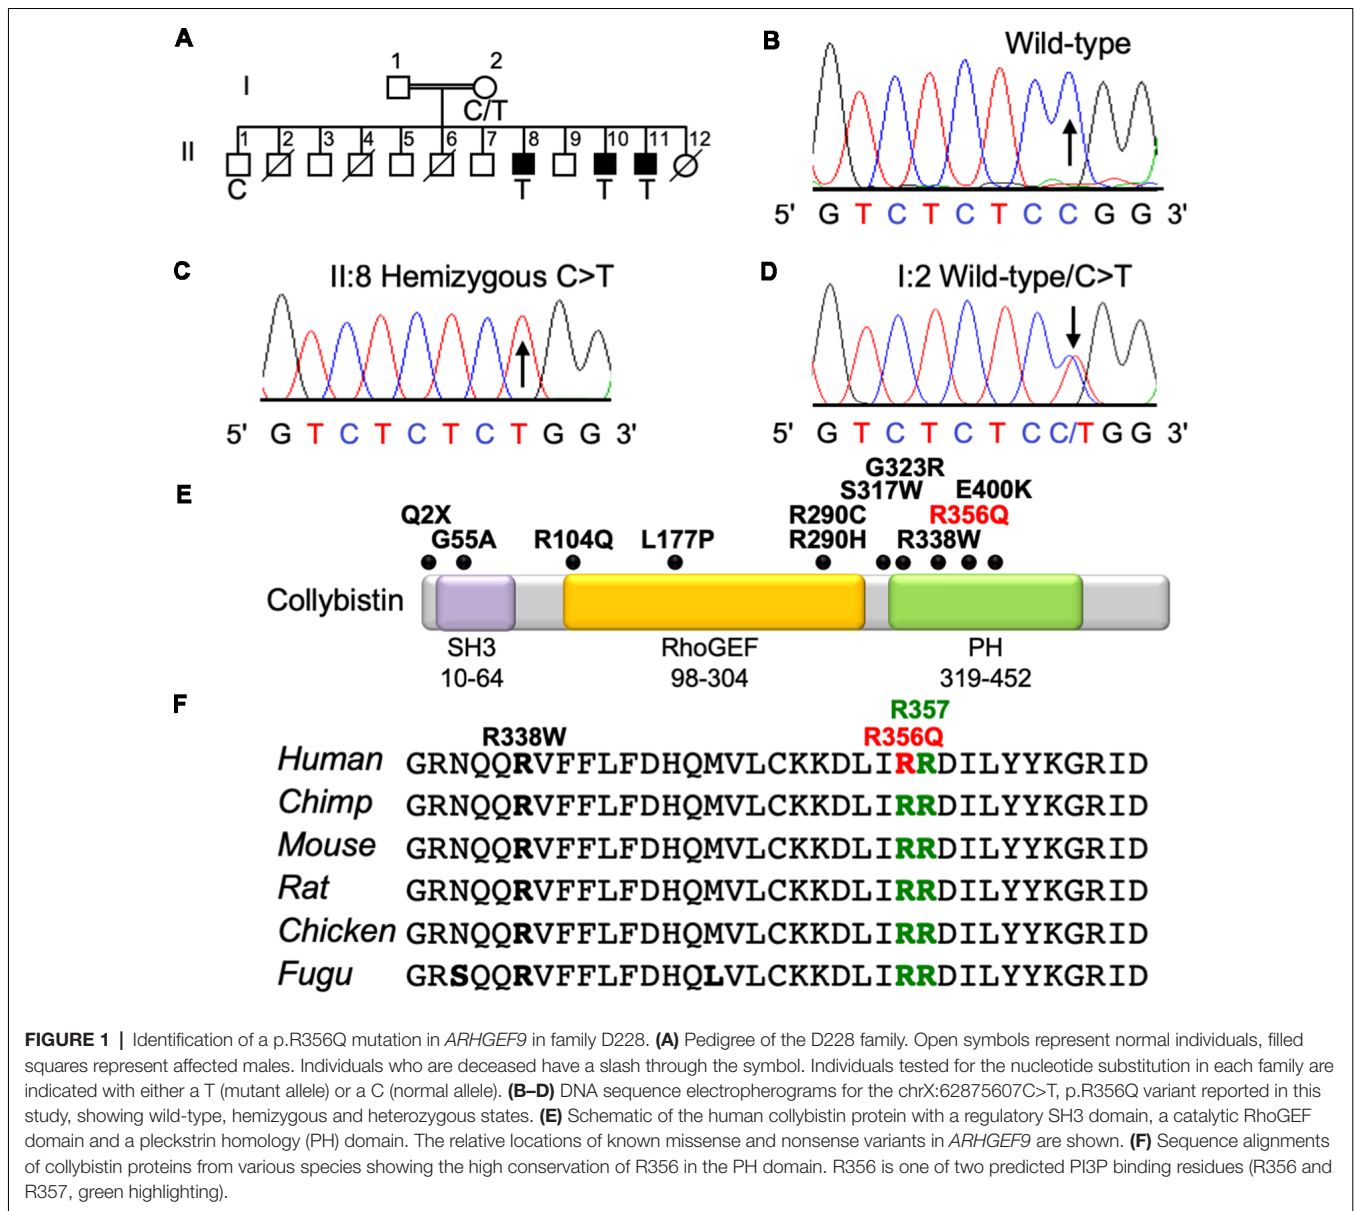 A
1 2
I
C/T
1 2 3 4 5 6 7 8 9 10 11 12
II
C T T T
B
Wild-type
5' G T C T C T C C G G 3'
C
II:8 Hemizygous C>T
5' G T C T C T C T G G 3'
D
I:2 Wild-type/C>T
5' G T C T C T C C/T G G 3'
E
G323R
S317W E400K
Q2X R290C R356Q
G55A R104Q L177P R290H R338W
Collybistin
SH3 RhoGEF PH
10-64 98-304 319-452
F
R357
R338W R356Q
Human GRNQQRVFFLFDHQMVLCKKDLIRRDILYYKGRID
Chimp GRNQQRVFFLFDHQMVLCKKDLIRRDILYYKGRID
Mouse GRNQQRVFFLFDHQMVLCKKDLIRRDILYYKGRID
Rat GRNQQRVFFLFDHQMVLCKKDLIRRDILYYKGRID
Chicken GRNQQRVFFLFDHQMVLCKKDLIRRDILYYKGRID
Fugu GRSQQRVFFLFDHQLVLCKKDLIRRDILYYKGRID
FIGURE 1 | Identification of a p.R356Q mutation in ARHGEF9 in family D228. (A) Pedigree of the D228 family. Open symbols represent normal individuals, filled
squares represent affected males. Individuals who are deceased have a slash through the symbol. Individuals tested for the nucleotide substitution in each family are
indicated with either a T (mutant allele) or a C (normal allele). (B–D) DNA sequence electropherograms for the chrX:62875607C>T, p.R356Q variant reported in this
study, showing wild-type, hemizygous and heterozygous states. (E) Schematic of the human collybistin protein with a regulatory SH3 domain, a catalytic RhoGEF
domain and a pleckstrin homology (PH) domain. The relative locations of known missense and nonsense variants in ARHGEF9 are shown. (F) Sequence alignments
of collybistin proteins from various species showing the high conservation of R356 in the PH domain. R356 is one of two predicted PI3P binding residues (R356 and
R357, green highlighting).